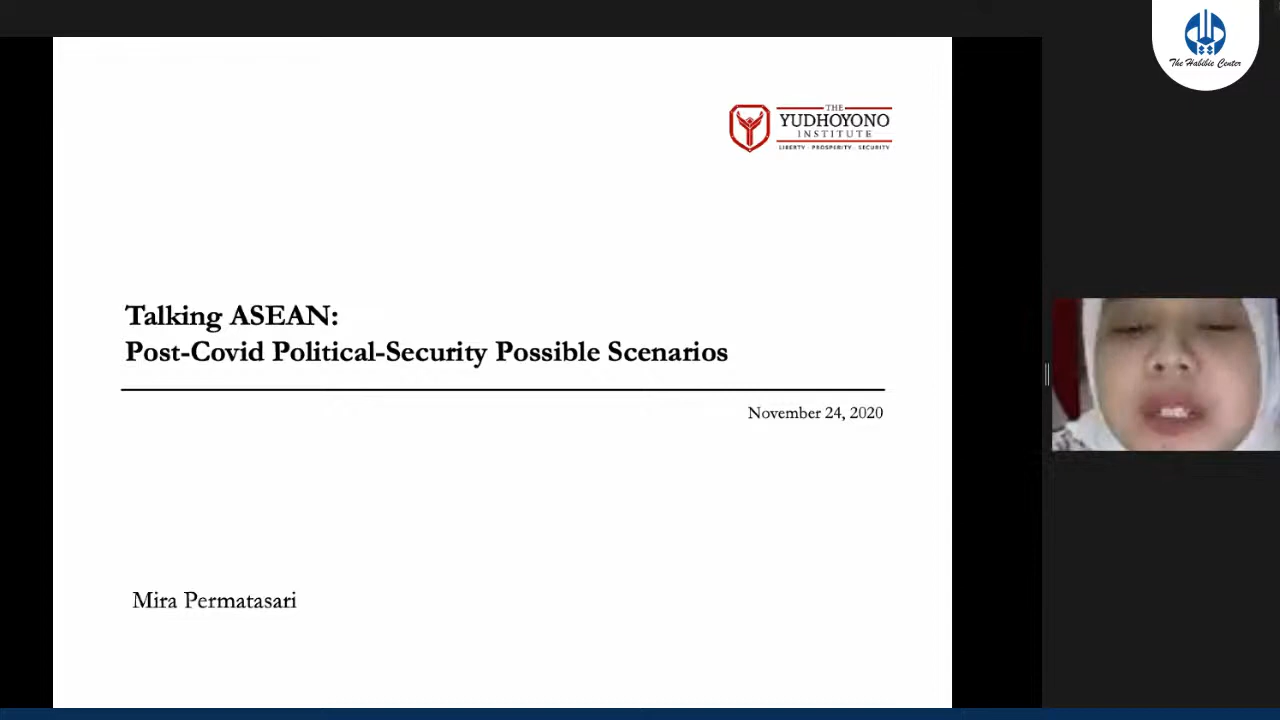 The Habibie Center
THE
YUDHOYONO
INSTITUTE
LIBERTY · PROSPERITY · SECURITY
Talking ASEAN:
Post-Covid Political-Security Possible Scenarios
November 24, 2020
Mira Permatasari